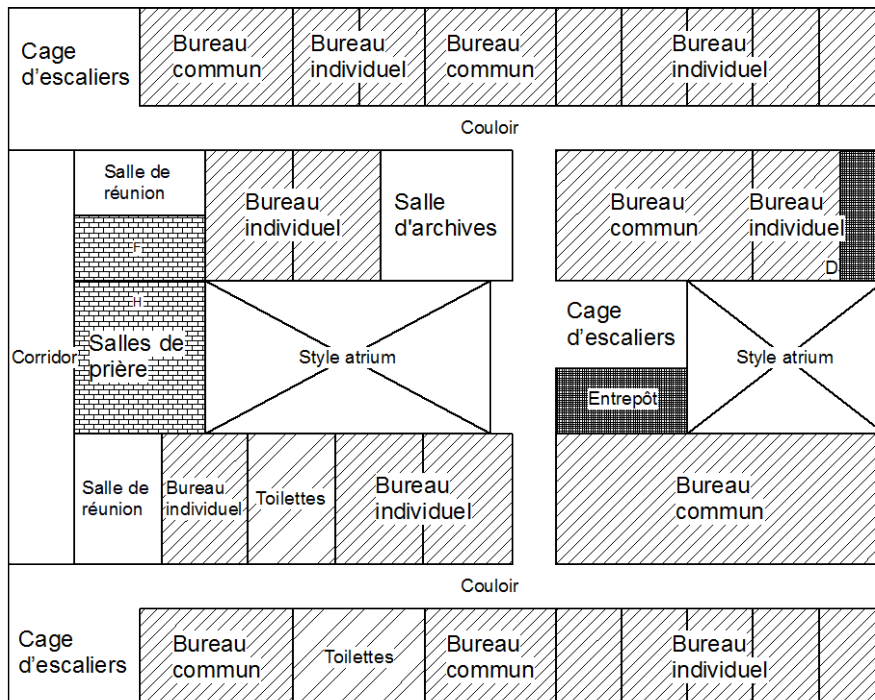 Cage
d'escaliers
Bureau
commun
Bureau
individuel
Bureau
commun
Bureau
individuel
Couloir
Salle de
réunion
F
Bureau
individuel
Salle
d'archives
Bureau
commun
Bureau
individuel
D
H
Salles de
prière
Corridor
Style atrium
Cage
d'escaliers
Entrepôt
Style atrium
Salle de
réunion
Bureau
individuel
Toilettes
Bureau
individuel
Bureau
commun
Couloir
Cage
d'escaliers
Bureau
commun
Toilettes
Bureau
commun
Bureau
individuel